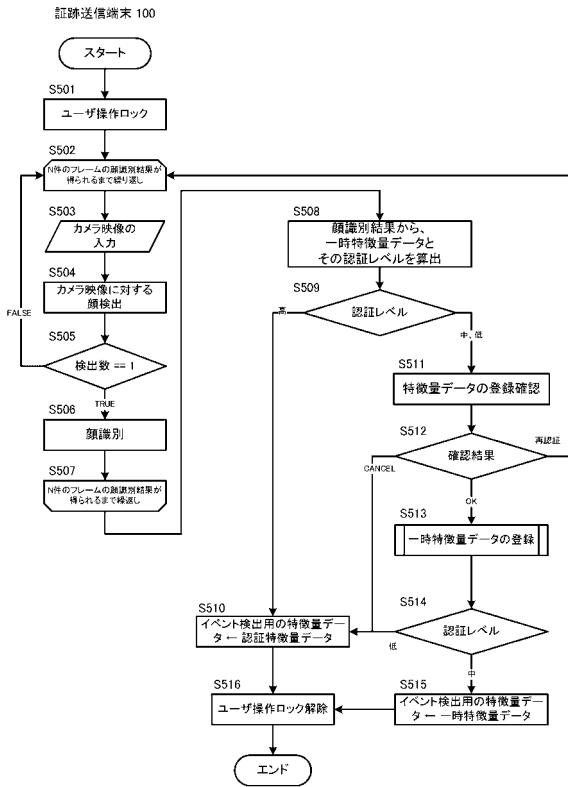 証跡送信端末 100
スタート
S501
ユーザ操作ロック
S502
N件のフレームの顔識別結果が
得られるまで繰り返し
S503
カメラ映像の
入力
S504
カメラ映像に対する
顔検出
FALSE
S505
検出数 == 1
TRUE
S506
顔識別
S507
N件のフレームの顔識別結果が
得られるまで繰返し
S508
顔識別結果から、
一時特徴量データと
その認証レベルを算出
S509
認証レベル
高
中、低
S511
特徴量データの登録確認
S512
確認結果
再認証
CANCEL
OK
S513
一時特徴量データの登録
S514
認証レベル
低
中
S510
イベント検出用の特徴量デー
タ ← 認証特徴量データ
S515
イベント検出用の特徴量デー
タ ← 一時特徴量データ
S516
ユーザ操作ロック解除
エンド